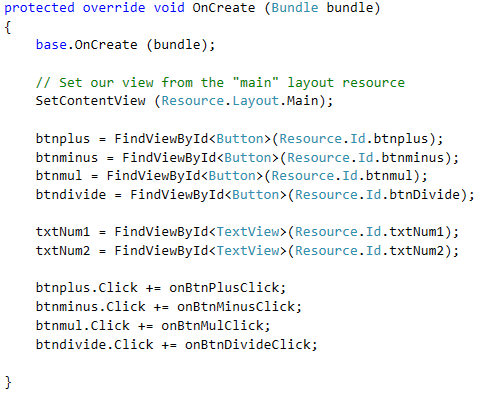 protected override void OnCreate (Bundle bundle)
{
    base.OnCreate (bundle);

    // Set our view from the "main" layout resource
    SetContentView (Resource.Layout.Main);

    btnplus = FindViewById<Button>(Resource.Id.btnplus);
    btnminus = FindViewById<Button>(Resource.Id.btnminus);
    btnmul = FindViewById<Button>(Resource.Id.btnmul);
    btndivide = FindViewById<Button>(Resource.Id.btnDivide);

    txtNum1 = FindViewById<TextView>(Resource.Id.txtNum1);
    txtNum2 = FindViewById<TextView>(Resource.Id.txtNum2);

    btnplus.Click += onBtnPlusClick;
    btnminus.Click += onBtnMinusClick;
    btnmul.Click += onBtnMulClick;
    btndivide.Click += onBtnDivideClick;

}